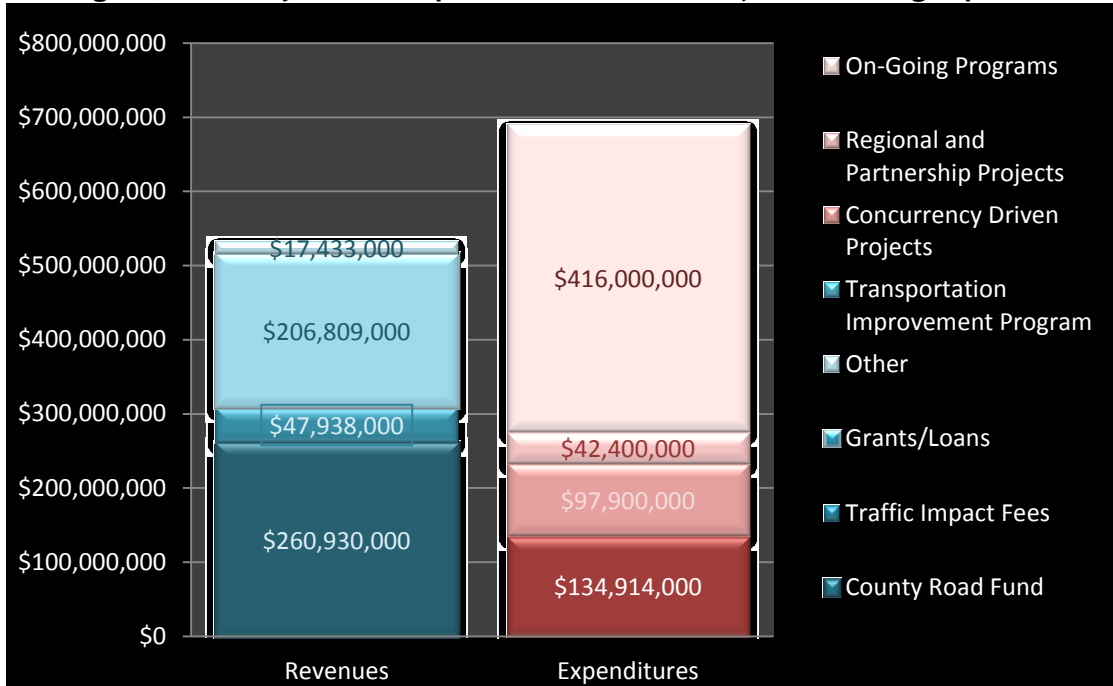 $800,000,000
$700,000,000
$600,000,000
$500,000,000
$400,000,000
$300,000,000
$200,000,000
$100,000,000
$0
$17,433,000
$206,809,000
$47,938,000
$260,930,000
$416,000,000
$42,400,000
$97,900,000
$134,914,000
Revenues
Expenditures
On-Going Programs
Regional and
Partnership Projects
Concurrency Driven
Projects
Transportation
Improvement Program
Other
Grants/Loans
Traffic Impact Fees
County Road Fund